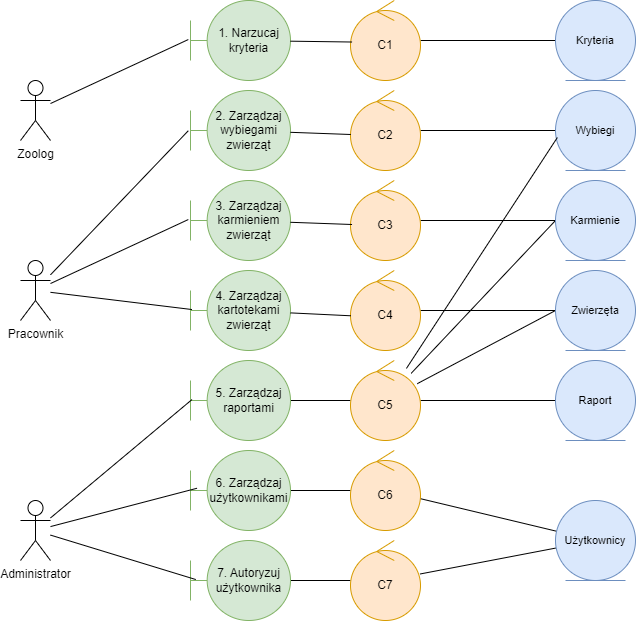 1. Narzucaj
kryteria
C1
Kryteria
Zoolog
2. Zarządzaj
wybiegami
zwierząt
C2
Wybiegi
3. Zarządzaj
karmieniem
zwierząt
C3
Karmienie
Pracownik
4. Zarządzaj
kartotekami
zwierząt
C4
Zwierzęta
5. Zarządzaj
raportami
C5
Raport
6. Zarządzaj
użytkownikami
C6
Użytkownicy
Administrator
7. Autoryzuj
użytkownika
C7